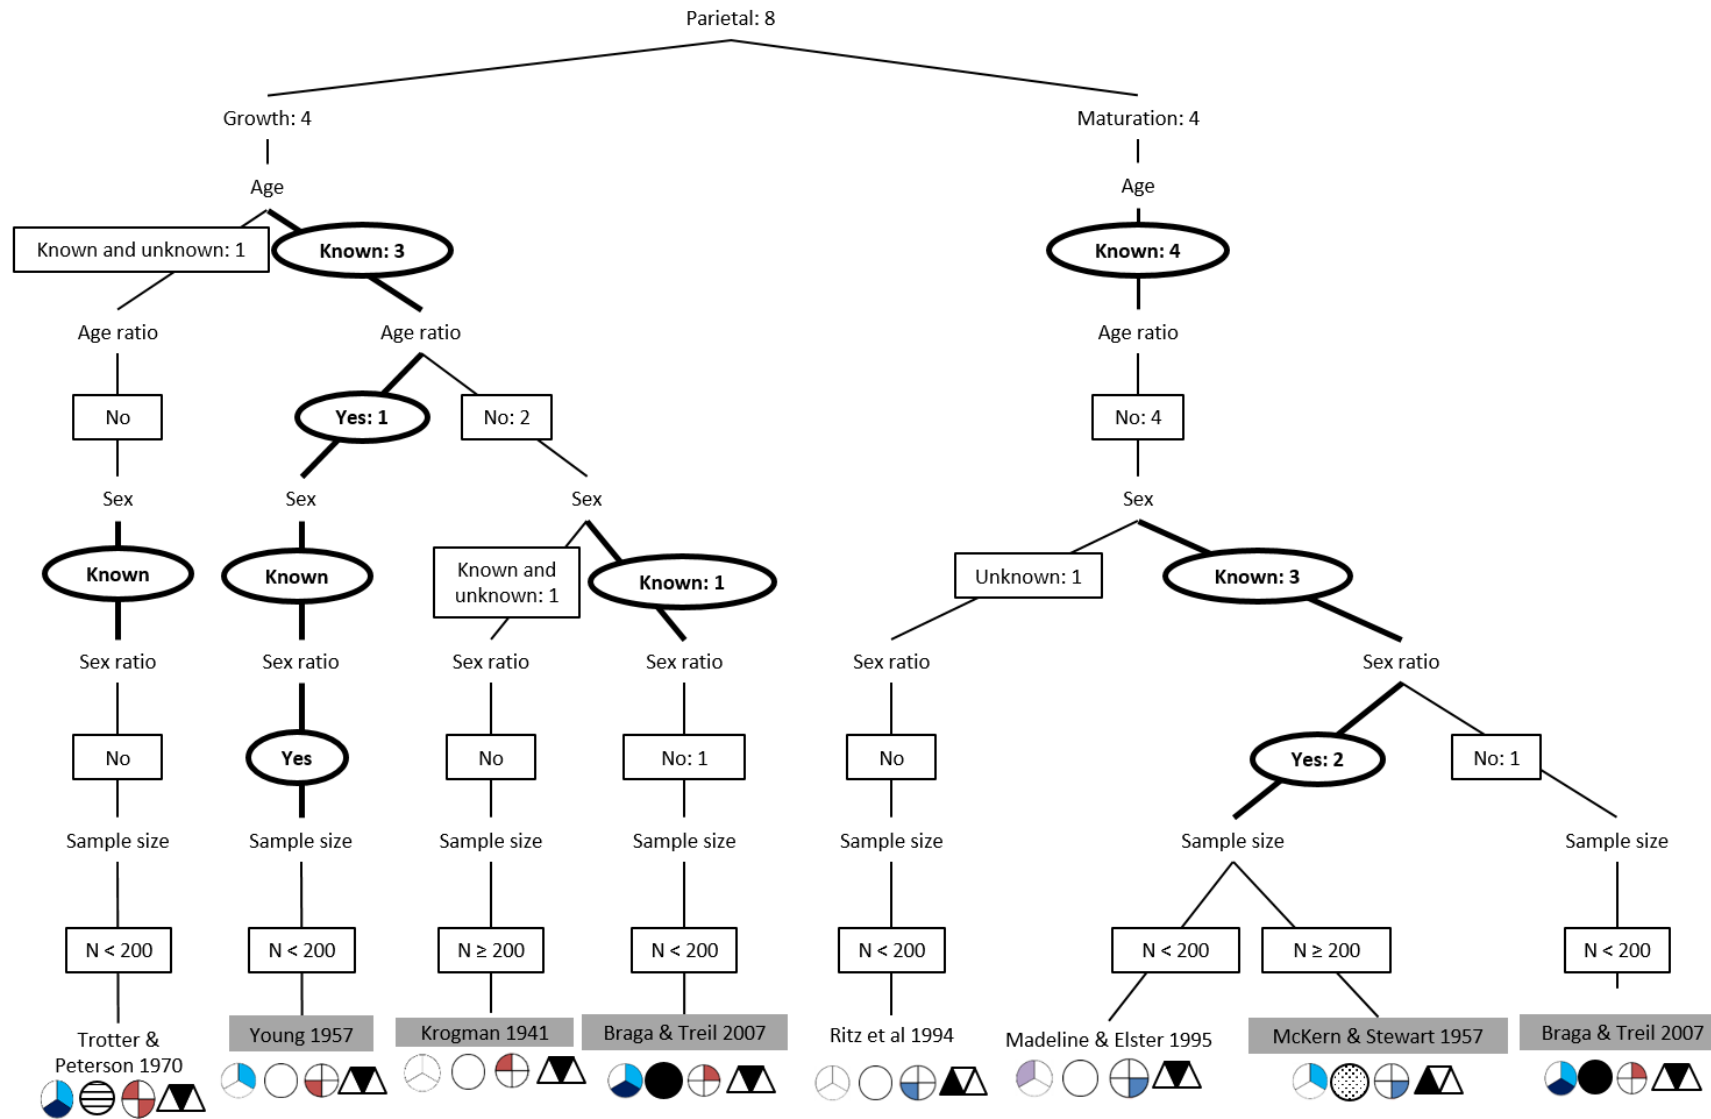 Parietal: 8
Growth: 4
Maturation: 4
Age
Age
Known and unknown: 1
Known: 3
Known: 4
Age ratio
Age ratio
Age ratio
No
Yes: 1
No: 2
No: 4
Sex
Sex
Sex
Sex
Known
Known
Known and
unknown: 1
Known: 1
Unknown: 1
Known: 3
Sex ratio
Sex ratio
Sex ratio
Sex ratio
Sex ratio
Sex ratio
No
Yes
No
No: 1
No
Yes: 2
No: 1
Sample size
Sample size
Sample size
Sample size
Sample size
Sample size
Sample size
N < 200
N < 200
N ≥ 200
N < 200
N < 200
N < 200
N ≥ 200
N < 200
Trotter &
Peterson 1970
Young 1957
Krogman 1941
Braga & Treil 2007
Ritz et al 1994
Madeline & Elster 1995
McKern & Stewart 1957
Braga & Treil 2007